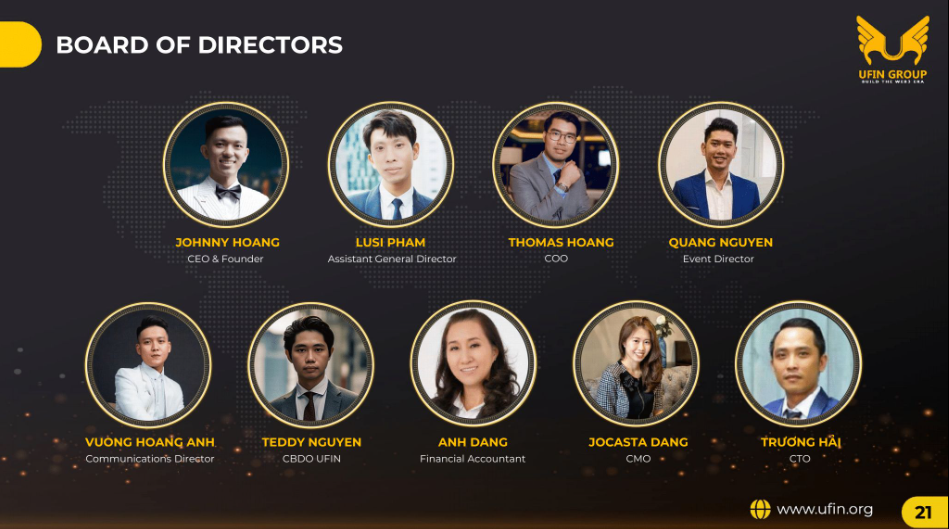 BOARD OF DIRECTORS
UFIN GROUP
BUILD THE WEB3 ERA
JOHNNY HOANG
CEO & Founder
LUSI PHAM
Assistant General Director
THOMAS HOANG
COO
QUANG NGUYEN
Event Director
VUONG HOANG ANH
Communications Director
TEDDY NGUYEN
CBDO UFIN
ANH DANG
Financial Accountant
JOCASTA DANG
CMO
TRƯƠNG HẢI
CTO
www.ufin.org
21